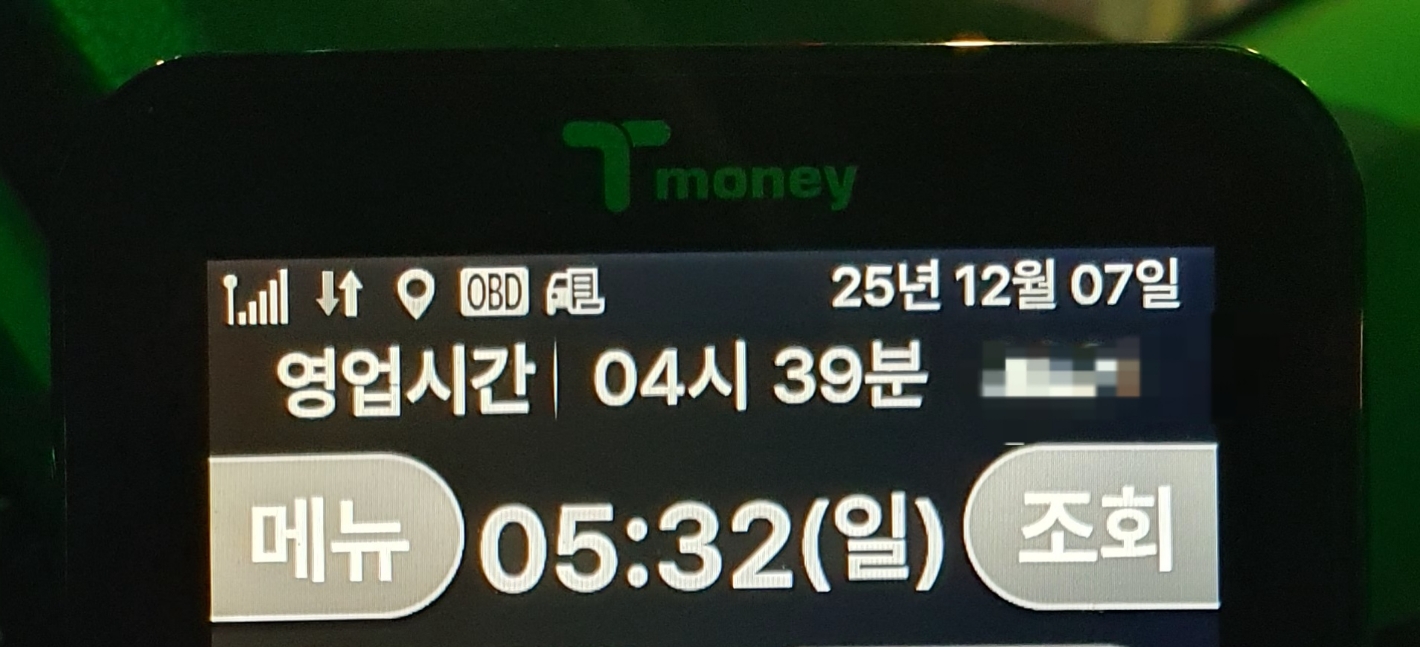 Tmoney
OBD 25년 12월 07일
영업시간 04시 39분
메뉴 05:32(일) 조회